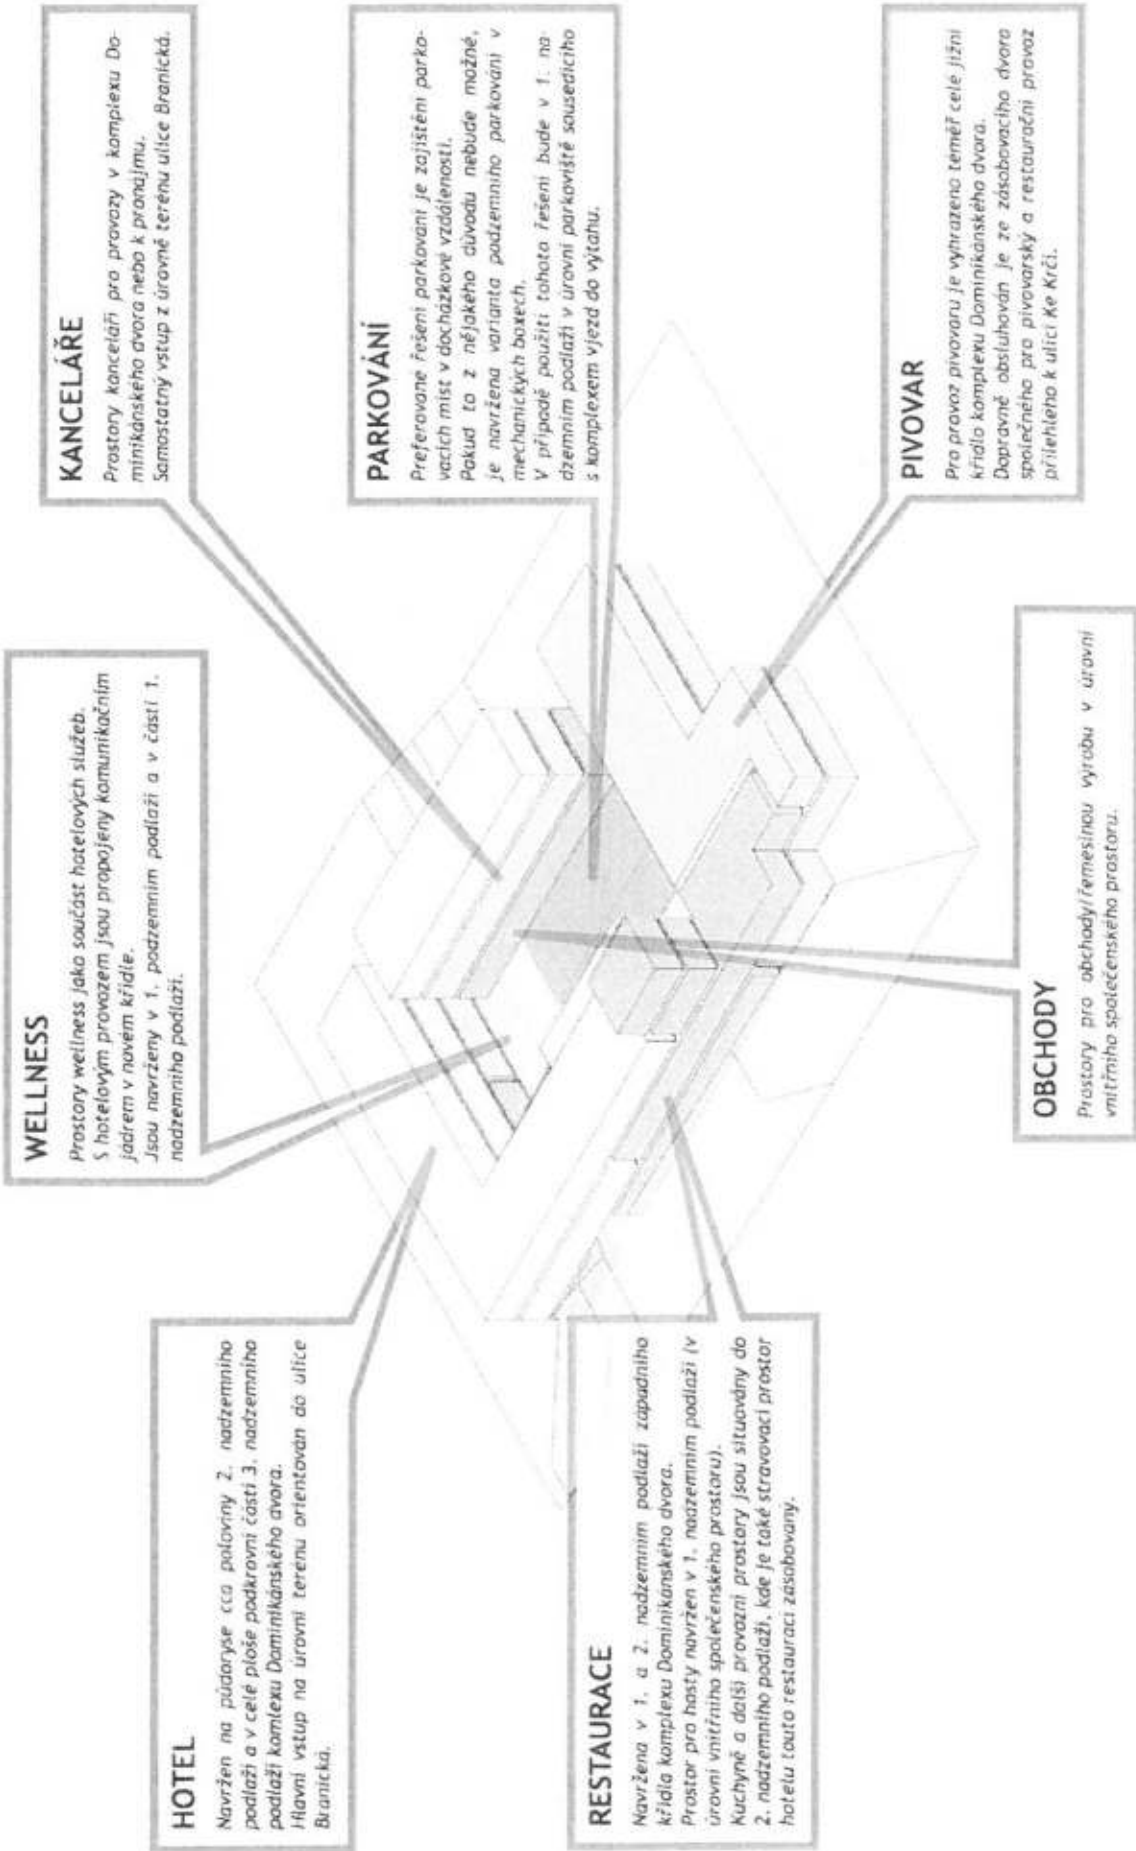 WELLNESS
Prostory wellness jako součást hotelových služeb.
S hotelovým provozem jsou propojeny komunikačním
jádrem v novém křídle.
Jsou navrženy v 1. podzemním podlaží a v části 1.
nadzemního podlaží.
KANCELÁŘE
Prostory kanceláří pro provozy v komplexu Do-
minikánského dvora nebo k pronájmu.
Samostatný vstup z úrovně terénu ulice Branická.
HOTEL
Navržen na půdoryse cca poloviny 2. nadzemního
podlaží a v celé ploše podkrovní části 3. nadzemního
podlaží komlexu Dominikánského dvora.
Hlavní vstup na úrovni terénu orientován do ulice
Branická.
PARKOVÁNÍ
Preferované řešení parkování je zajištění parko-
vacích míst v docházkové vzdálenosti.
Pokud to z nějakého důvodu nebude možné,
je navržena varianta podzemního parkování v
mechanických boxech.
V případě použití tohoto řešení bude v 1. na-
dzemním podlaží v úrovni parkoviště sousedícího
s komplexem vjezd do výtahu.
RESTAURACE
Navržena v 1. a 2. nadzemním podlaží západního
křídla komplexu Dominikánského dvora.
Prostor pro hosty navržen v 1. nadzemním podlaží (v
úrovni vnitřního společenského prostoru).
Kuchyně a další provozní prostory jsou situovány do
2. nadzemního podlaží, kde je také stravovací prostor
hotelu touto restaurací zásobovaný.
OBCHODY
Prostory pro obchody/řemeslnou výrobu v úrovni
vnitřního společenského prostoru.
PIVOVAR
Pro provoz pivovaru je vyhrazeno téměř celé jižní
křídlo komplexu Dominikánského dvora.
Dopravně obsluhován je ze zásobovacího dvora
společného pro pivovarský a restaurační provoz
přilehlého k ulici Ke Krči.